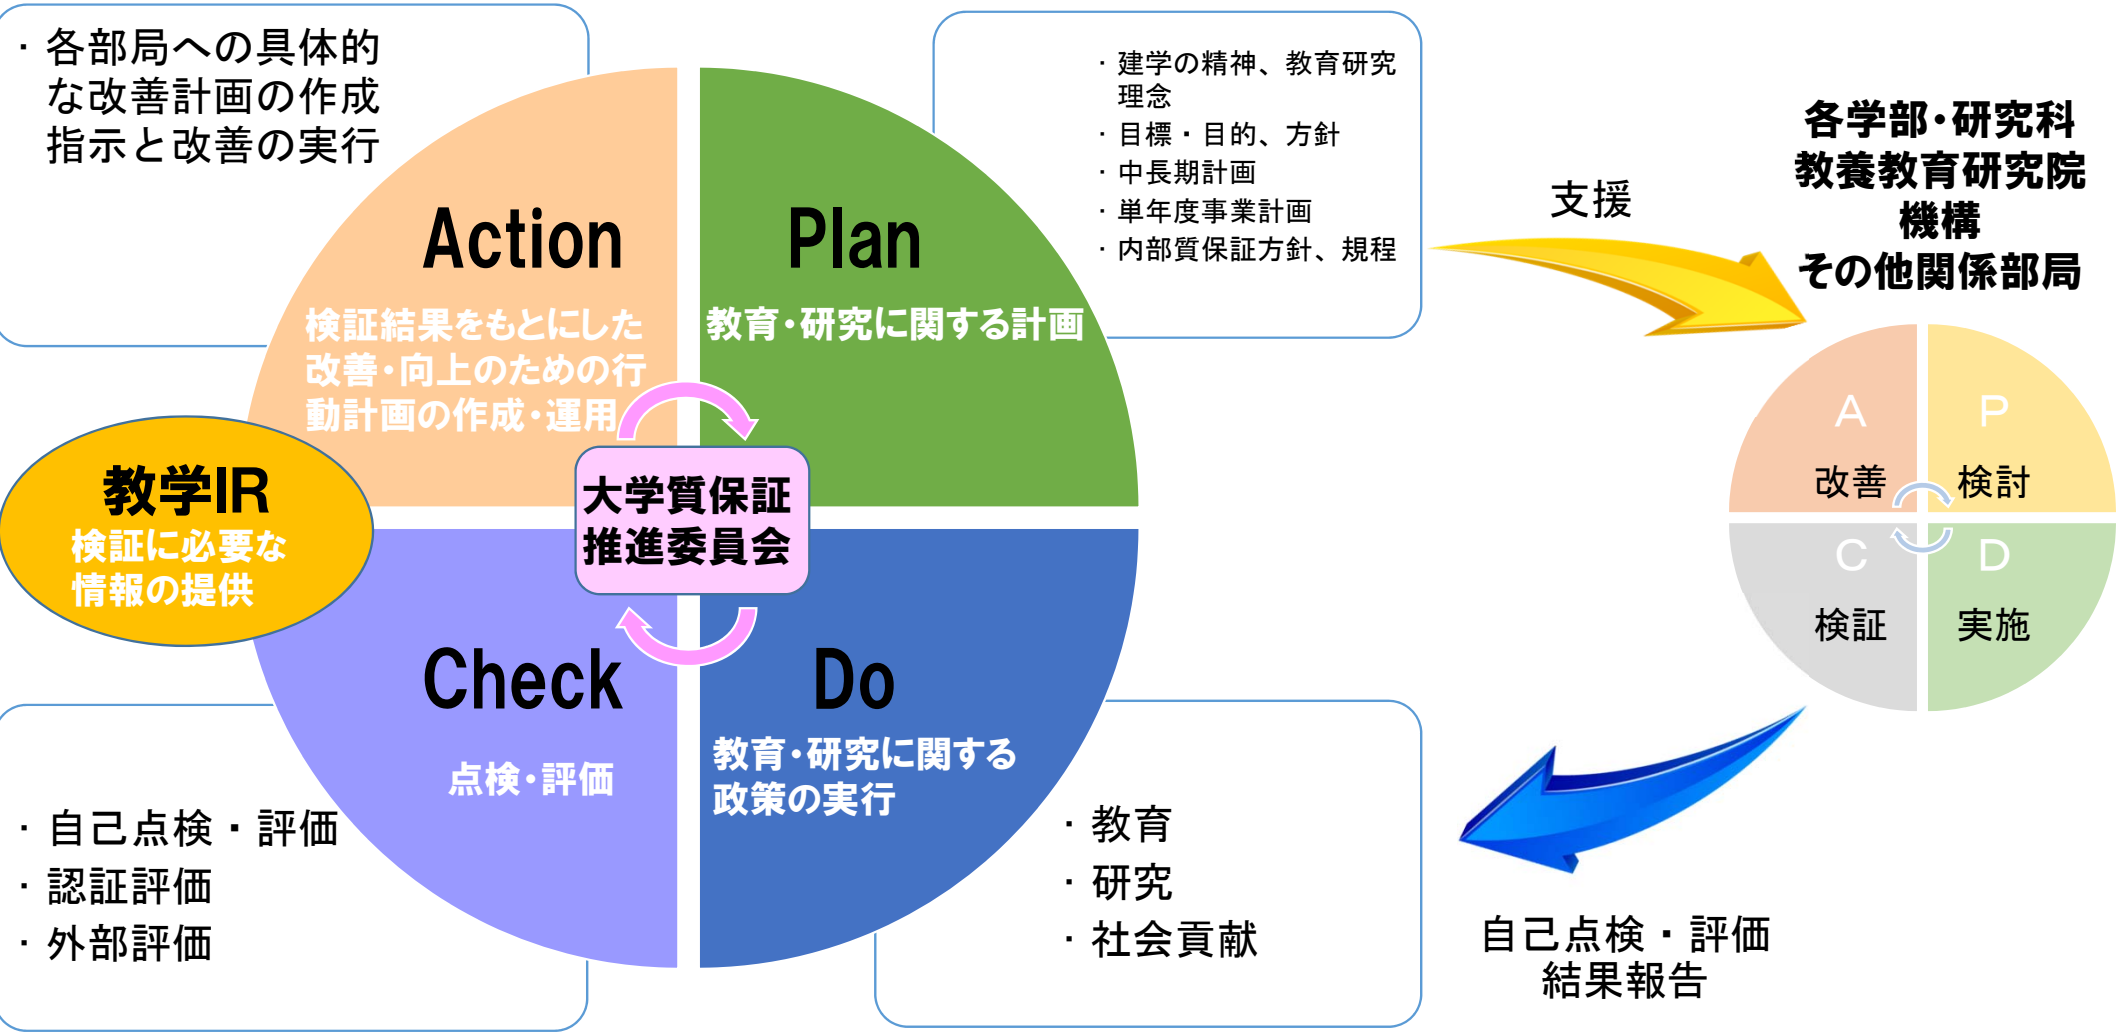 ・各部局への具体的
な改善計画の作成
指示と改善の実行
Action
検証結果をもとにした
改善・向上のための行
動計画の作成・運用
Plan
教育・研究に関する計画
・建学の精神、教育研究
理念
・目標・目的、方針
・中長期計画
・単年度事業計画
・内部質保証方針、規程
教学IR
検証に必要な
情報の提供
大学質保証
推進委員会
Check
点検・評価
・自己点検・評価
・認証評価
・外部評価
Do
教育・研究に関する
政策の実行
・教育
・研究
・社会貢献
支援
各学部・研究科
教養教育研究院
機構
その他関係部局
A
改善
P
検討
C
検証
D
実施
自己点検・評価
結果報告